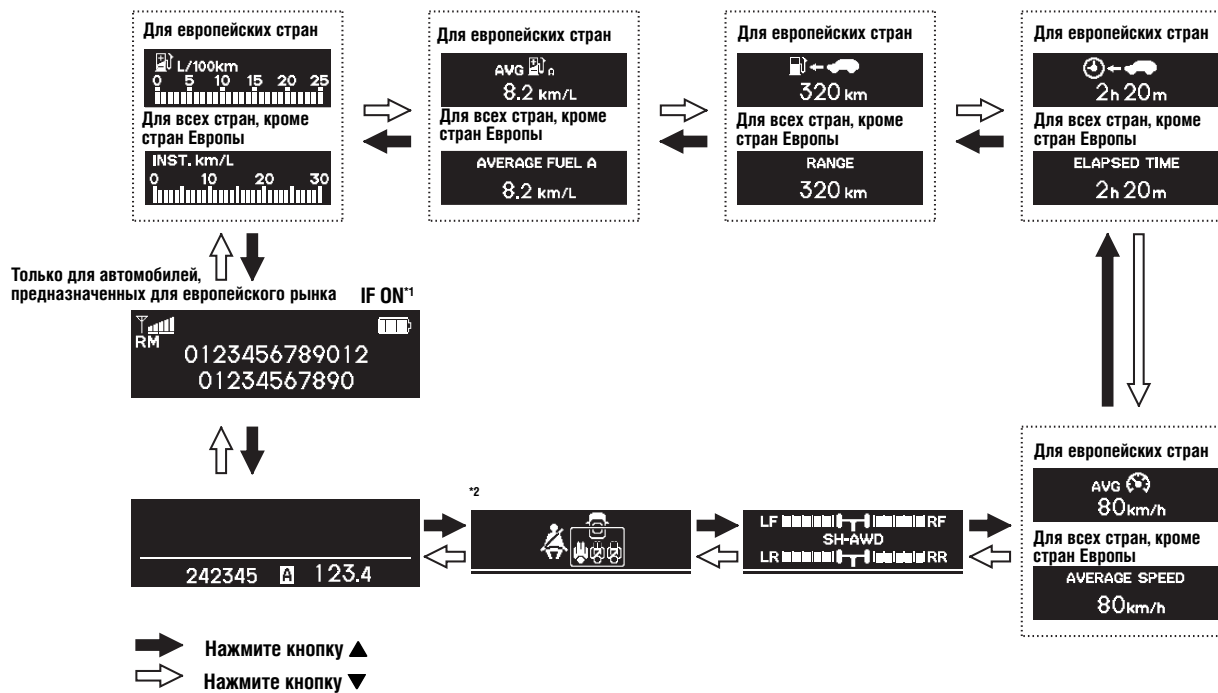 Для европейских стран
L/100km
0 5 10 15 20 25
Для всех стран, кроме
стран Европы
INST. km/L
0 10 20 30
Для европейских стран
AVG A
8.2 km/L
Для всех стран, кроме
стран Европы
AVERAGE FUEL A
8.2 km/L
Для европейских стран
320 km
Для всех стран, кроме
стран Европы
RANGE
320 km
Для европейских стран
2h 20m
Для всех стран, кроме
стран Европы
ELAPSED TIME
2h 20m
Только для автомобилей,
предназначенных для европейского рынка IF ON*1
RM
0123456789012
01234567890
242345 A 123.4
*2
LF RF
SH-AWD
LR RR
Для европейских стран
AVG
80km/h
Для всех стран, кроме
стран Европы
AVERAGE SPEED
80km/h
Нажмите кнопку ▲
Нажмите кнопку ▼